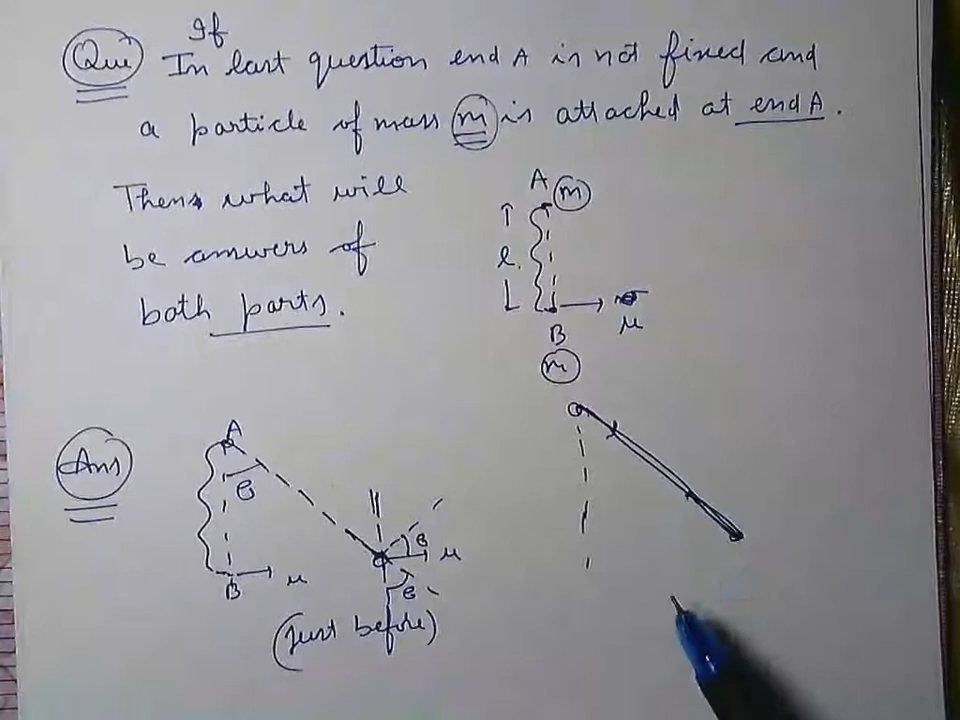 If
Que In last question end A is not fixed and
a particle of mass m is attached at end A.
Then, what will
be answers of
both parts.
A m
l
B u
m
Ans
A
θ
θ u
B u
θ
(Just before)